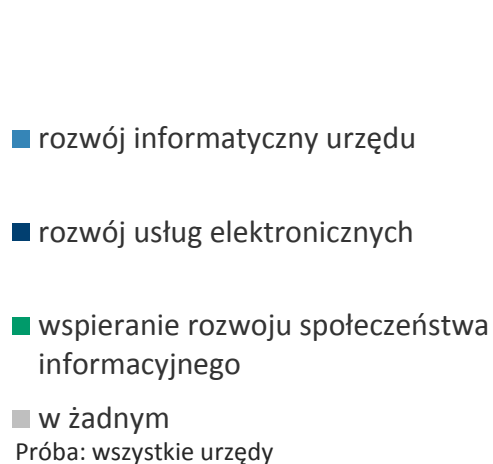 rozwój informatyczny urzędu
rozwój usług elektronicznych
wspieranie rozwoju społeczeństwa
informacyjnego
w żadnym
Próba: wszystkie urzędy